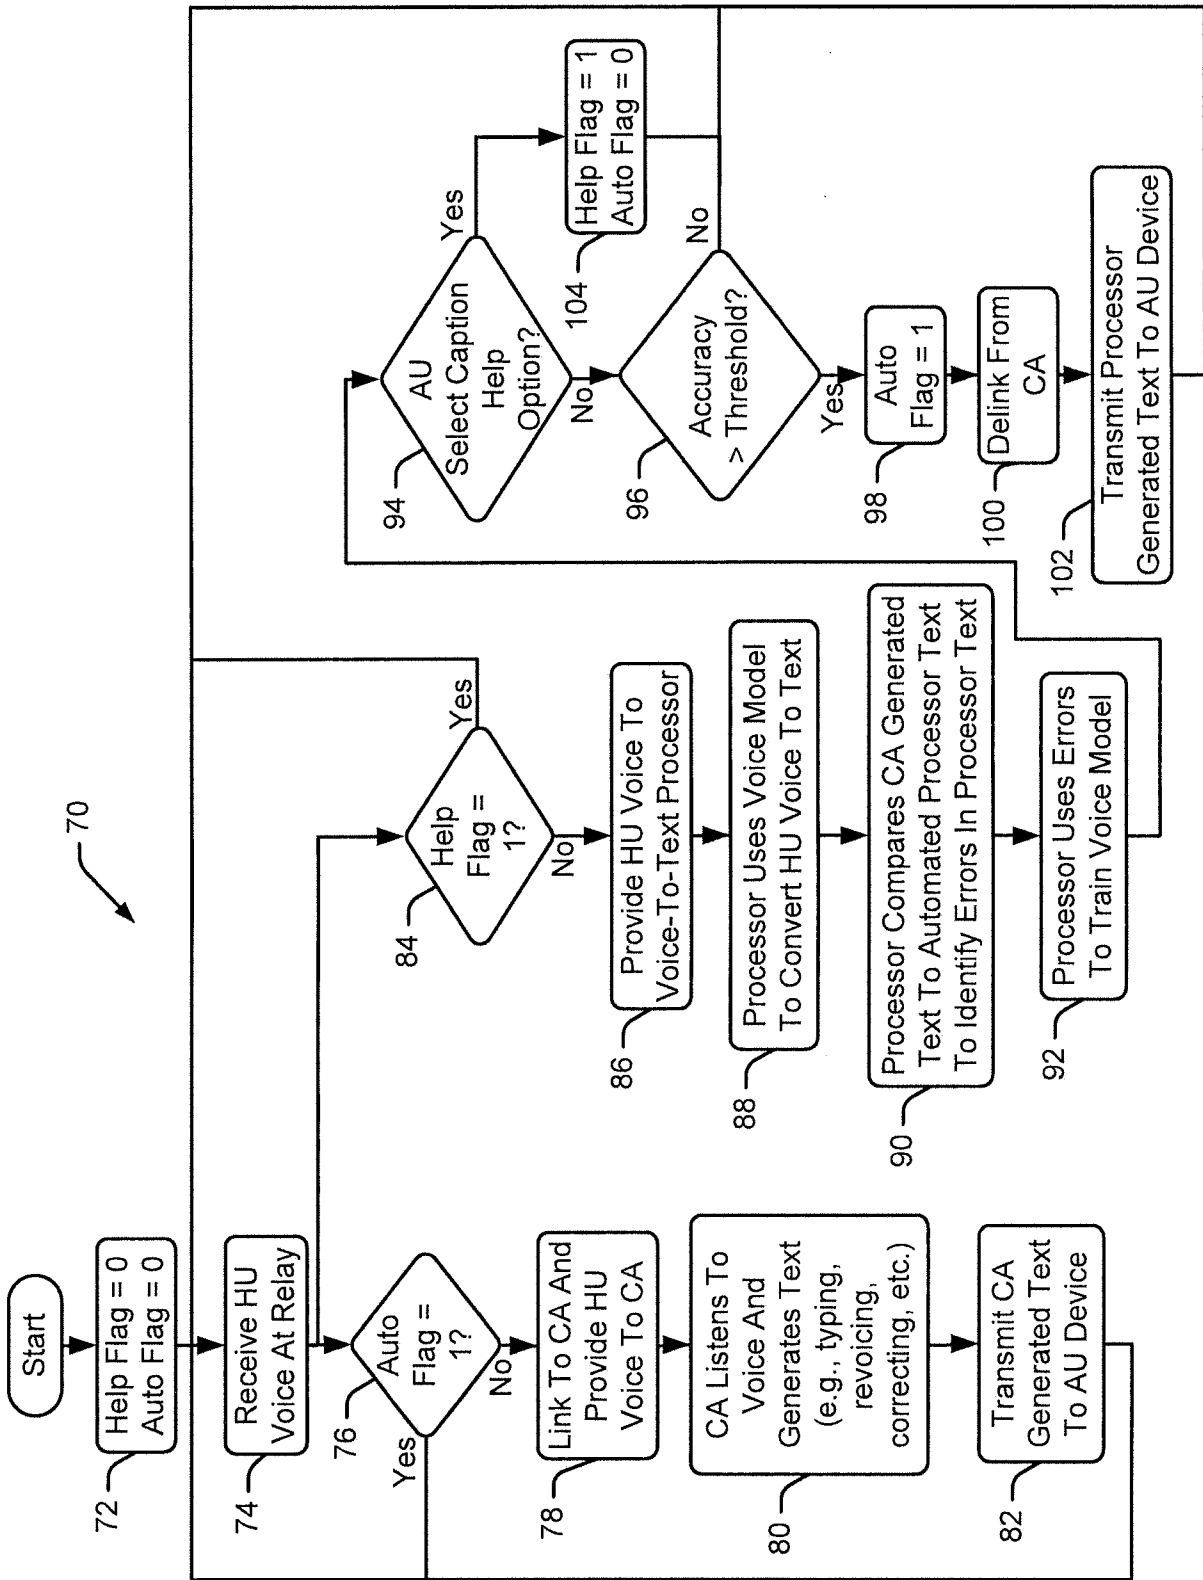 70
Start
72
Help Flag = 0
Auto Flag = 0
74
Receive HU
Voice At Relay
76
Auto
Flag =
1?
Yes
No
78
Link To CA And
Provide HU
Voice To CA
80
CA Listens To
Voice And
Generates Text
(e.g., typing,
revoicing,
correcting, etc.)
82
Transmit CA
Generated Text
To AU Device
84
Help
Flag =
1?
Yes
No
86
Provide HU Voice To
Voice-To-Text Processor
88
Processor Uses Voice Model
To Convert HU Voice To Text
90
Processor Compares CA Generated
Text To Automated Processor Text
To Identify Errors In Processor Text
92
Processor Uses Errors
To Train Voice Model
94
AU
Select Caption
Help
Option?
Yes
No
104
Help Flag = 1
Auto Flag = 0
96
Accuracy
> Threshold?
No
Yes
98
Auto
Flag = 1
100
Delink From
CA
102
Transmit Processor
Generated Text To AU Device